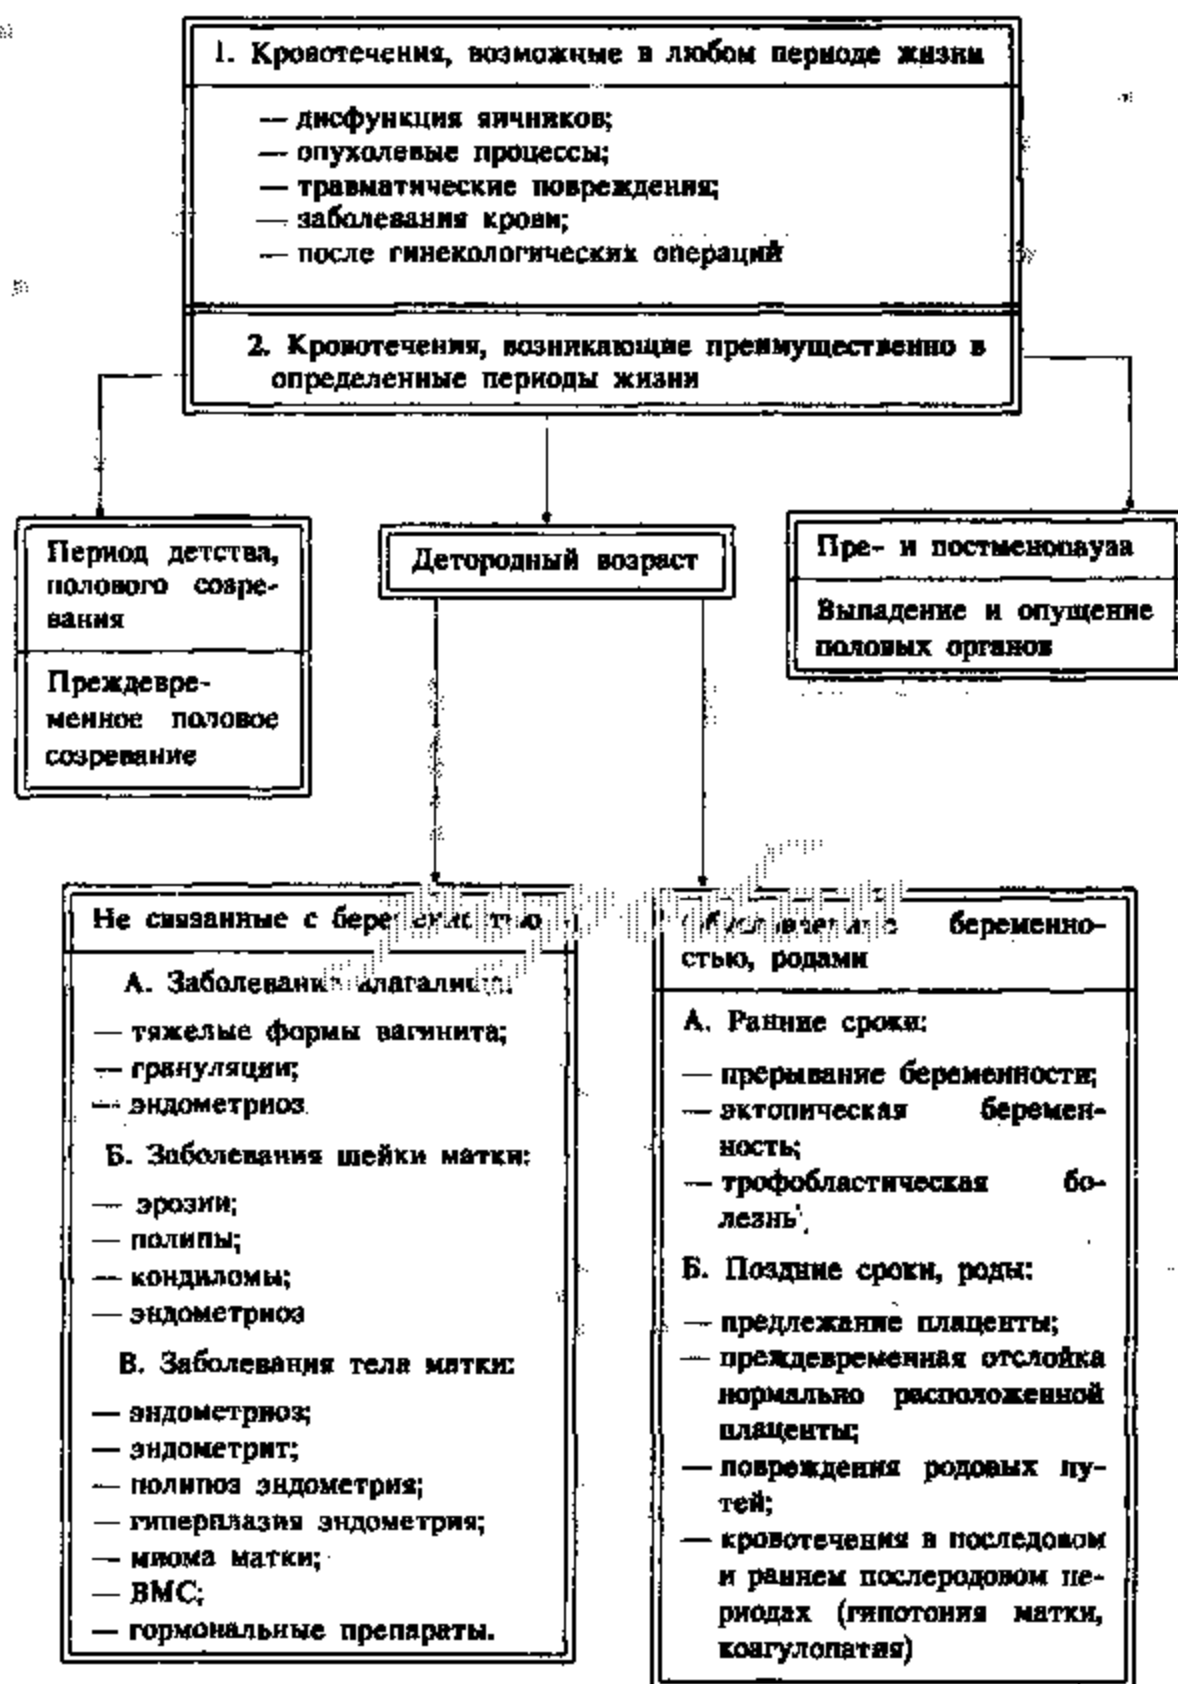 1. Кровотечения, возможные в любом периоде жизни
— дисфункция яичников;
— опухолевые процессы;
— травматические повреждения;
— заболевания крови;
— после гинекологических операций
2. Кровотечения, возникающие преимущественно в
определенные периоды жизни
Период детства,
полового созре-
вания
Преждевре-
менное половое
созревание
Детородный возраст
Пре- и постменопауза
Выпадение и опущение
половых органов
Не связанные с беременностью
А. Заболевания влагалища:
— тяжелые формы вагинита;
— грануляции;
— эндометриоз
Б. Заболевания шейки матки:
— эрозии;
— полипы;
— кондиломы;
— эндометриоз
В. Заболевания тела матки:
— эндометриоз;
— эндометрит;
— полипоз эндометрия;
— гиперплазия эндометрия;
— миома матки;
— ВМС;
— гормональные препараты.
Обусловленные беременно-
стью, родами
А. Ранние сроки:
— прерывание беременности;
— эктопическая беремен-
ность;
— трофобластическая бо-
лезнь.
Б. Поздние сроки, роды:
— предлежание плаценты;
— преждевременная отслойка
нормально расположенной
плаценты;
— повреждения родовых пу-
тей;
— кровотечения в последовом
и раннем послеродовом пе-
риодах (гипотония матки,
коагулопатия)